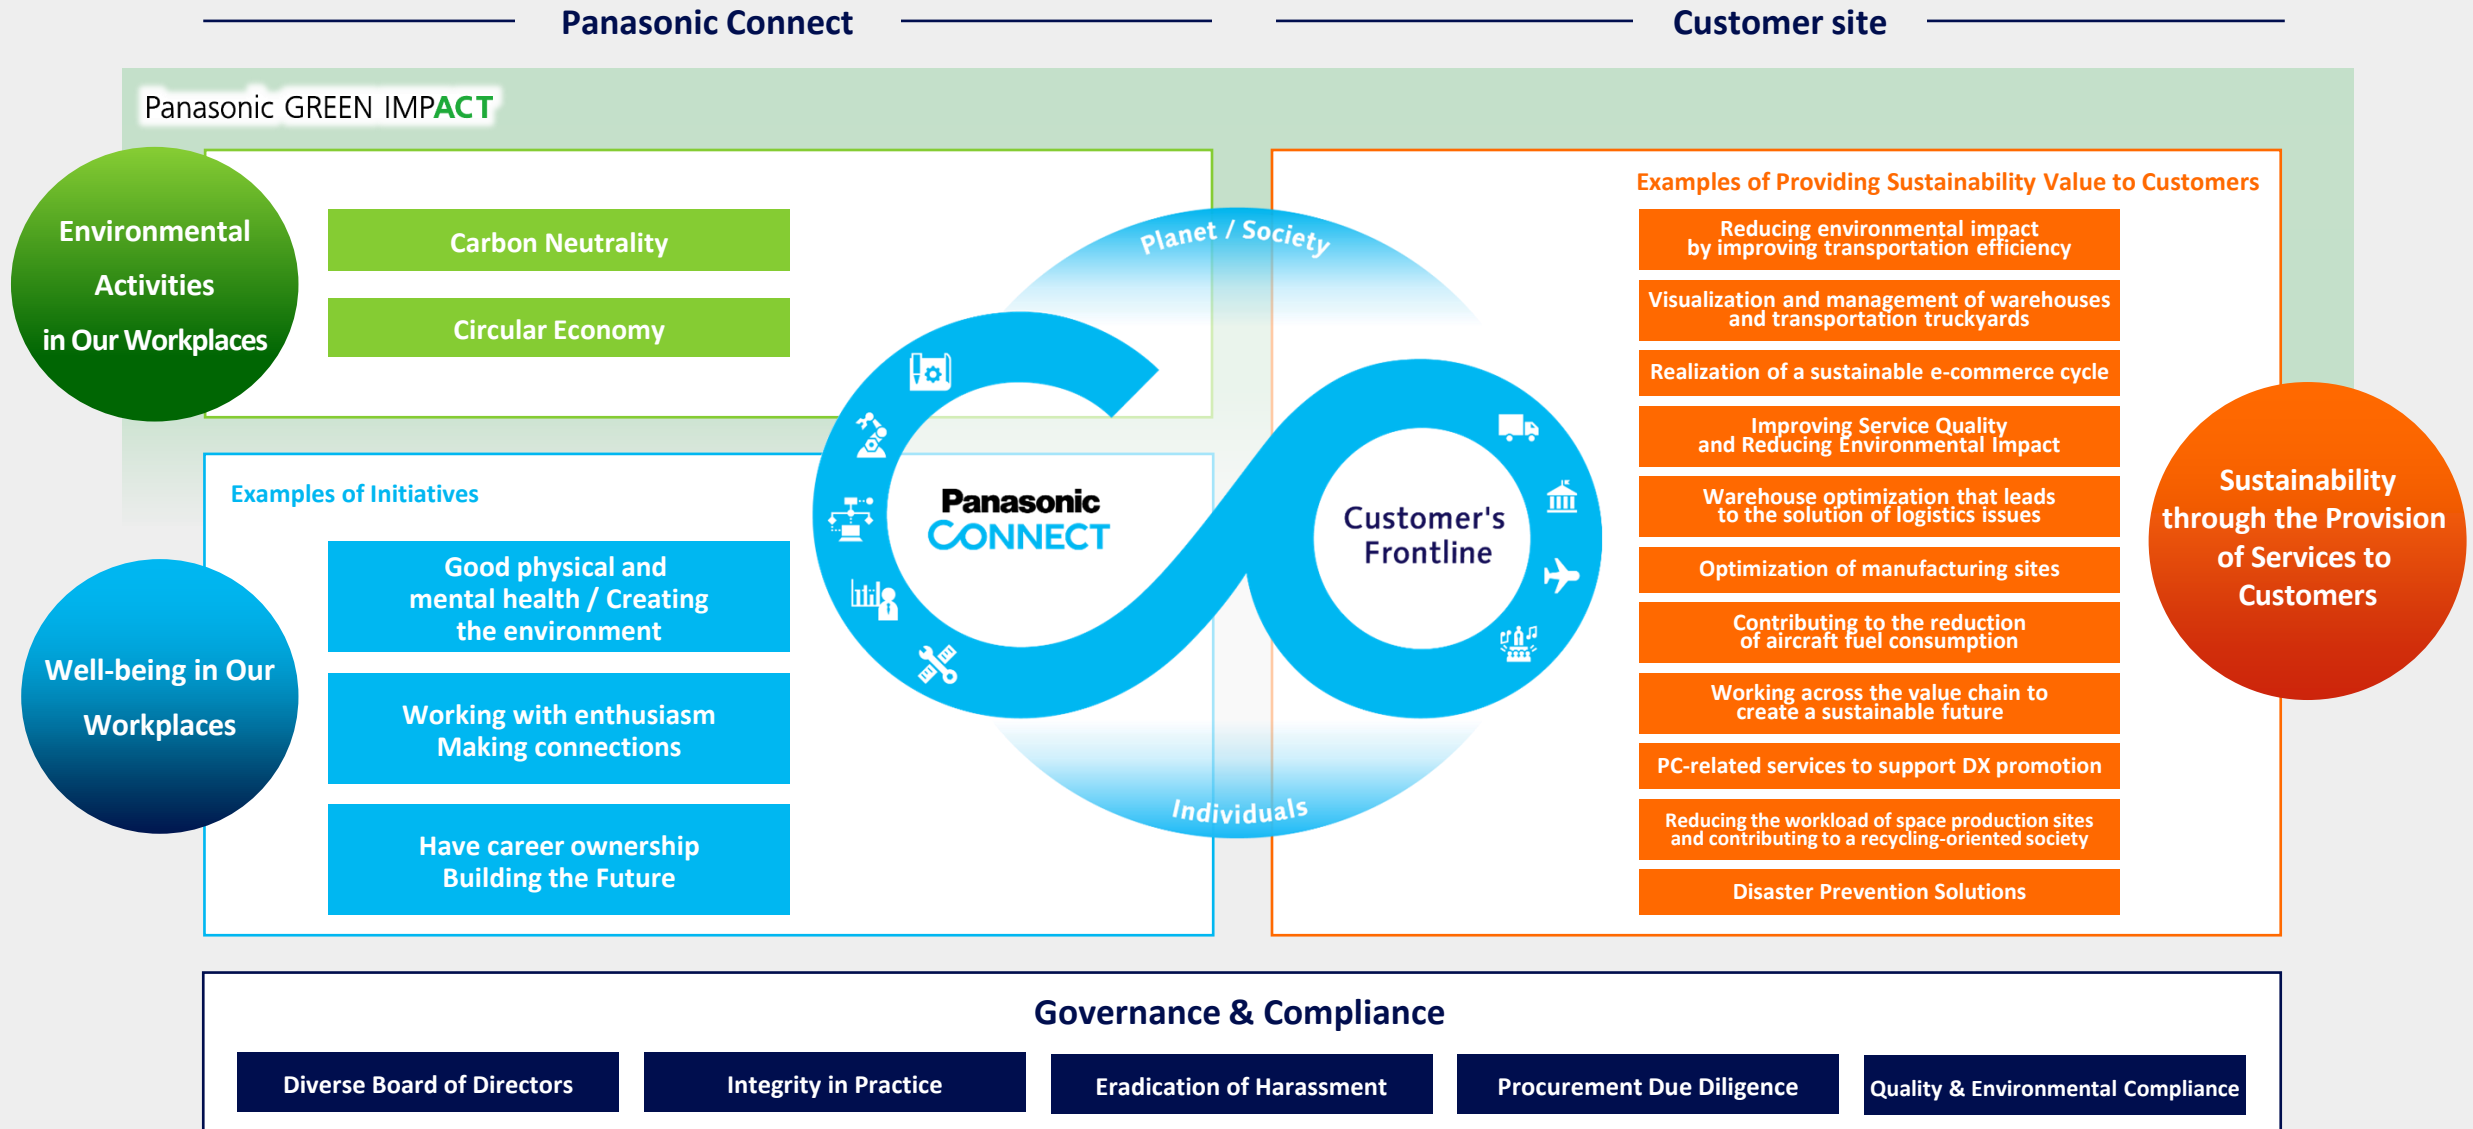 Panasonic Connect
Customer site
Panasonic GREEN IMPACT
Environmental
Activities
in Our Workplaces
Carbon Neutrality
Circular Economy
Examples of Initiatives
Well-being in Our
Workplaces
Good physical and
mental health / Creating
the environment
Working with enthusiasm
Making connections
Have career ownership
Building the Future
Planet / Society
Panasonic
CONNECT
Customer's
Frontline
Individuals
Examples of Providing Sustainability Value to Customers
Reducing environmental impact
by improving transportation efficiency
Visualization and management of warehouses
and transportation truckyards
Realization of a sustainable e-commerce cycle
Improving Service Quality
and Reducing Environmental Impact
Warehouse optimization that leads
to the solution of logistics issues
Optimization of manufacturing sites
Contributing to the reduction
of aircraft fuel consumption
Working across the value chain to
create a sustainable future
PC-related services to support DX promotion
Reducing the workload of space production sites
and contributing to a recycling-oriented society
Disaster Prevention Solutions
Sustainability
through the Provision
of Services to
Customers
Governance & Compliance
Diverse Board of Directors
Integrity in Practice
Eradication of Harassment
Procurement Due Diligence
Quality & Environmental Compliance